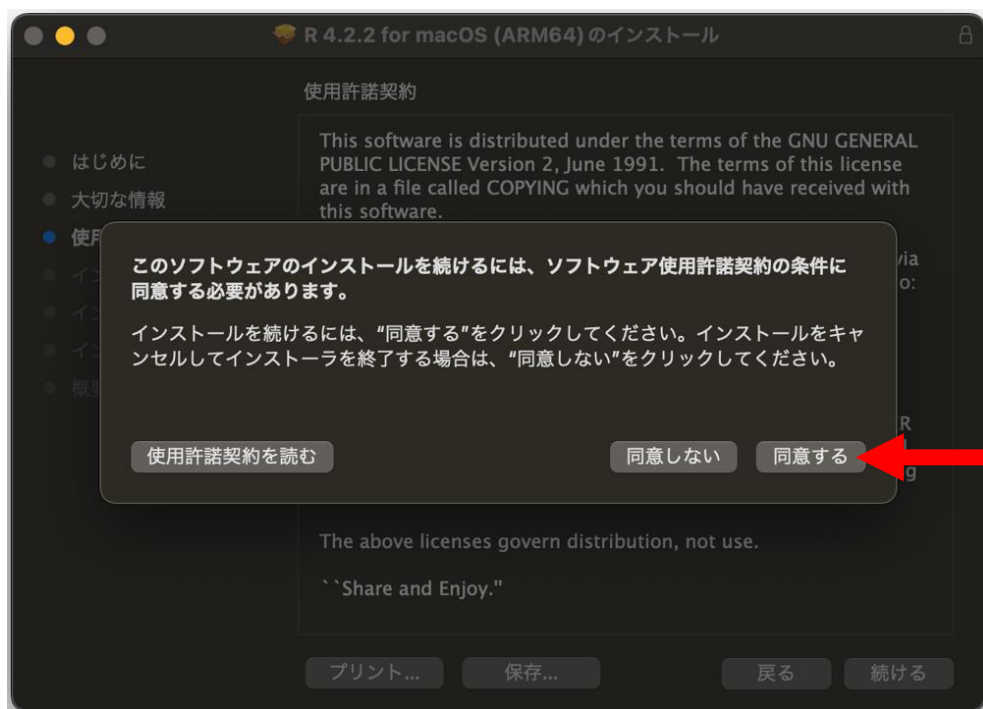 R 4.2.2 for macOS (ARM64)のインストール
使用許諾契約
はじめに
大切な情報
使用
This software is distributed under the terms of the GNU GENERAL
PUBLIC LICENSE Version 2, June 1991.  The terms of this license
are in a file called COPYING which you should have received with
this software.
via
o:
このソフトウェアのインストールを続けるには、ソフトウェア使用許諾契約の条件に
同意する必要があります。
インストールを続けるには、“同意する”をクリックしてください。インストールをキャ
ンセルしてインストーラを終了する場合は、“同意しない”をクリックしてください。
使用許諾契約を読む
同意しない
同意する
The above licenses govern distribution, not use.
``Share and Enjoy."
プリント...
保存...
戻る
続ける